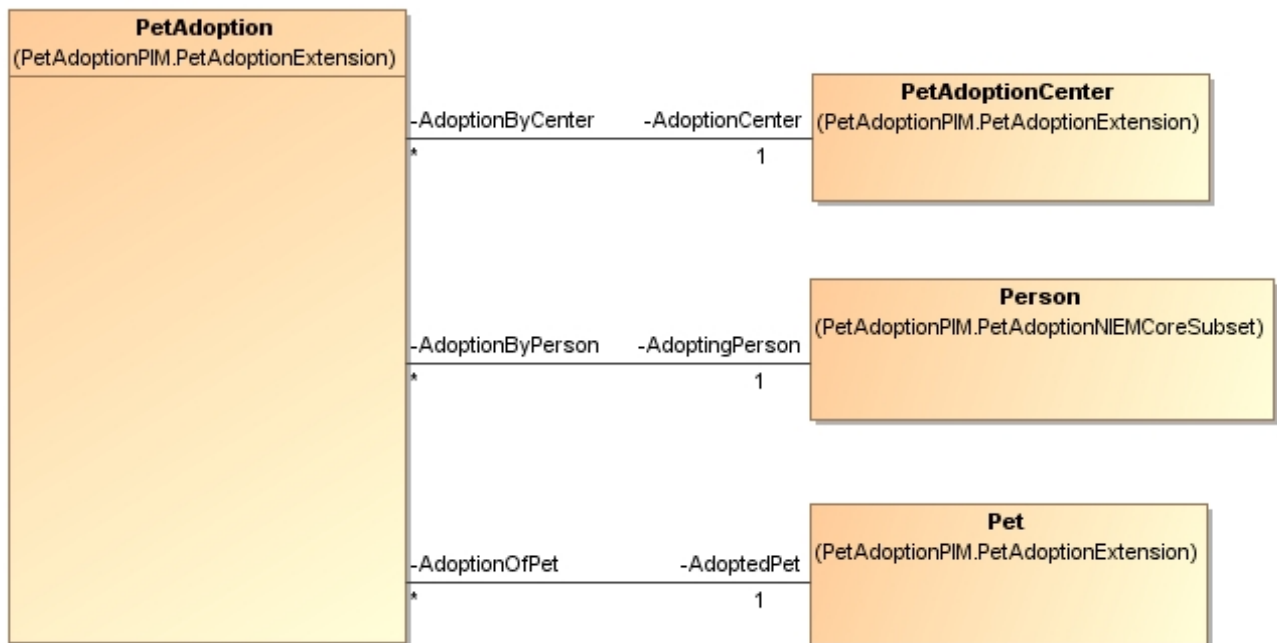 PetAdoption
(PetAdoptionPIM.PetAdoptionExtension)
-AdoptionByCenter
*
-AdoptionCenter
1
PetAdoptionCenter
(PetAdoptionPIM.PetAdoptionExtension)
-AdoptionByPerson
*
-AdoptingPerson
1
Person
(PetAdoptionPIM.PetAdoptionNIEMCoreSubset)
-AdoptionOfPet
*
-AdoptedPet
1
Pet
(PetAdoptionPIM.PetAdoptionExtension)